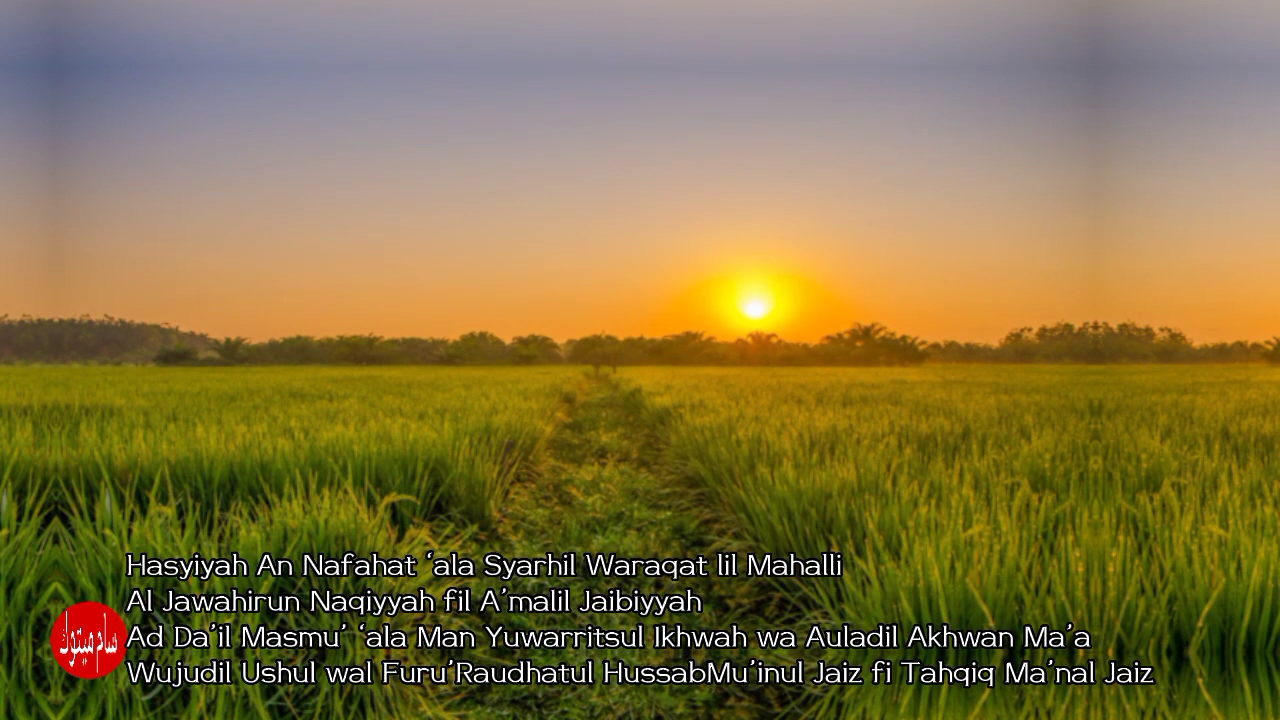 Hasyiyah An Nafahat ‘ala Syarhil Waraqat lil Mahalli
Al Jawahirun Naqiyyah fil A’malil Jaibiyyah
Ad Da’il Masmu’ ‘ala Man Yuwarritsul Ikhwah wa Auladil Akhwan Ma’a
Wujudil Ushul wal Furu’Raudhatul HussabMu’inul Jaiz fi Tahqiq Ma’nal Jaiz
سام ميتوك